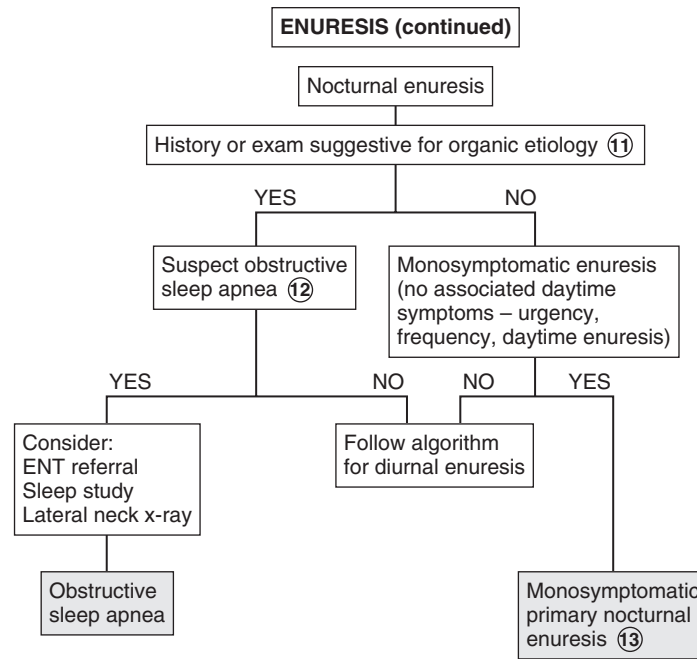 ENURESIS (continued)
Nocturnal enuresis
History or exam suggestive for organic etiology 11
YES
NO
Suspect obstructive
sleep apnea 12
Monosymptomatic enuresis
(no associated daytime
symptoms – urgency,
frequency, daytime enuresis)
YES
NO
NO
YES
Consider:
ENT referral
Sleep study
Lateral neck x-ray
Follow algorithm
for diurnal enuresis
Obstructive
sleep apnea
Monosymptomatic
primary nocturnal
enuresis 13